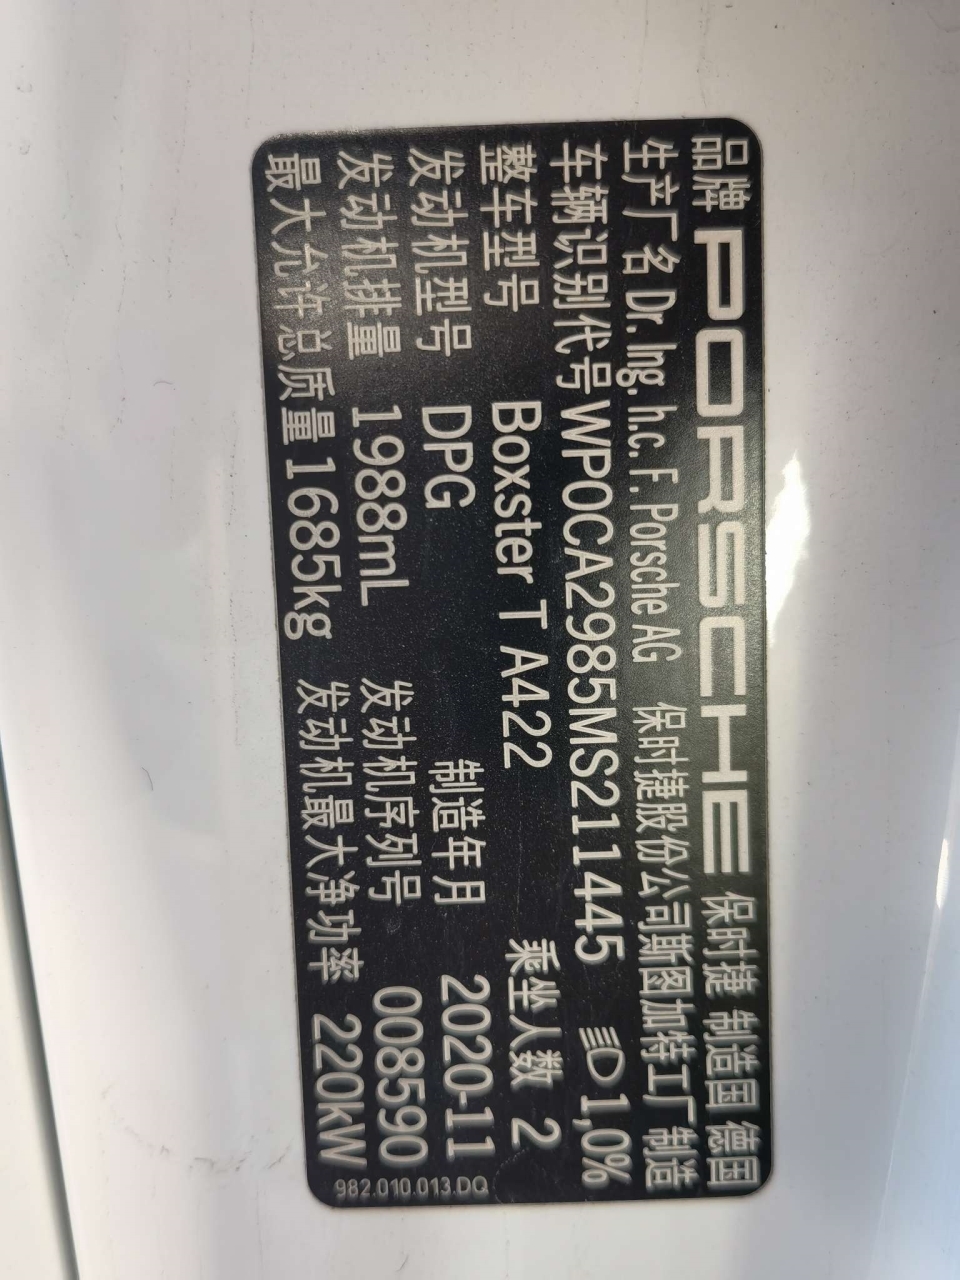 品牌 PORSCHE 保时捷 制造国 德国
生产厂名 Dr. Ing. h.c. F. Porsche AG 保时捷股份公司斯图加特工厂制造
车辆识别代号 WP0CA2985MS211445 1,0%
整车型号 Boxster T A422 乘坐人数 2
发动机型号 DPG 制造年月 2020-11
发动机排量 1988mL 发动机序列号 008590
最大允许总质量 1685kg 发动机最大净功率 220kW
982.010.013.DQ